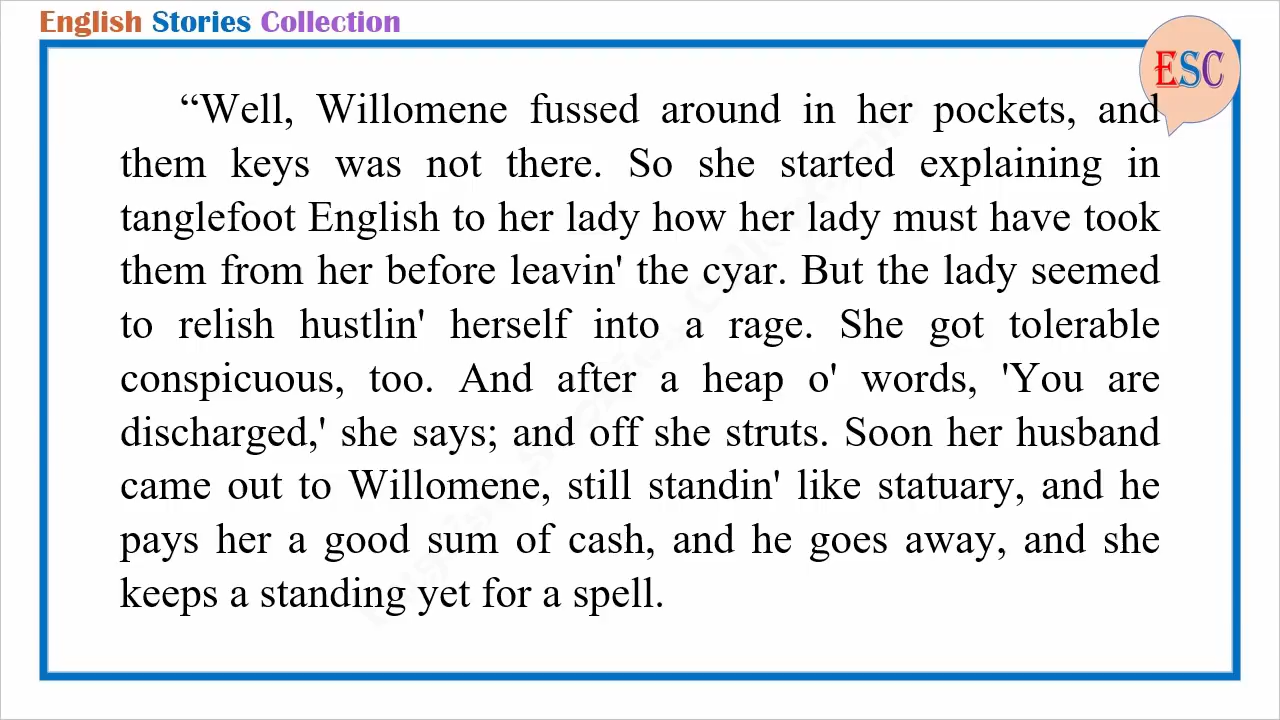 English Stories Collection
ESC
“Well, Willomene fussed around in her pockets, and
them keys was not there. So she started explaining in
tanglefoot English to her lady how her lady must have took
them from her before leavin' the cyar. But the lady seemed
to relish hustlin' herself into a rage. She got tolerable
conspicuous, too. And after a heap o' words, 'You are
discharged,' she says; and off she struts. Soon her husband
came out to Willomene, still standin' like statuary, and he
pays her a good sum of cash, and he goes away, and she
keeps a standing yet for a spell.